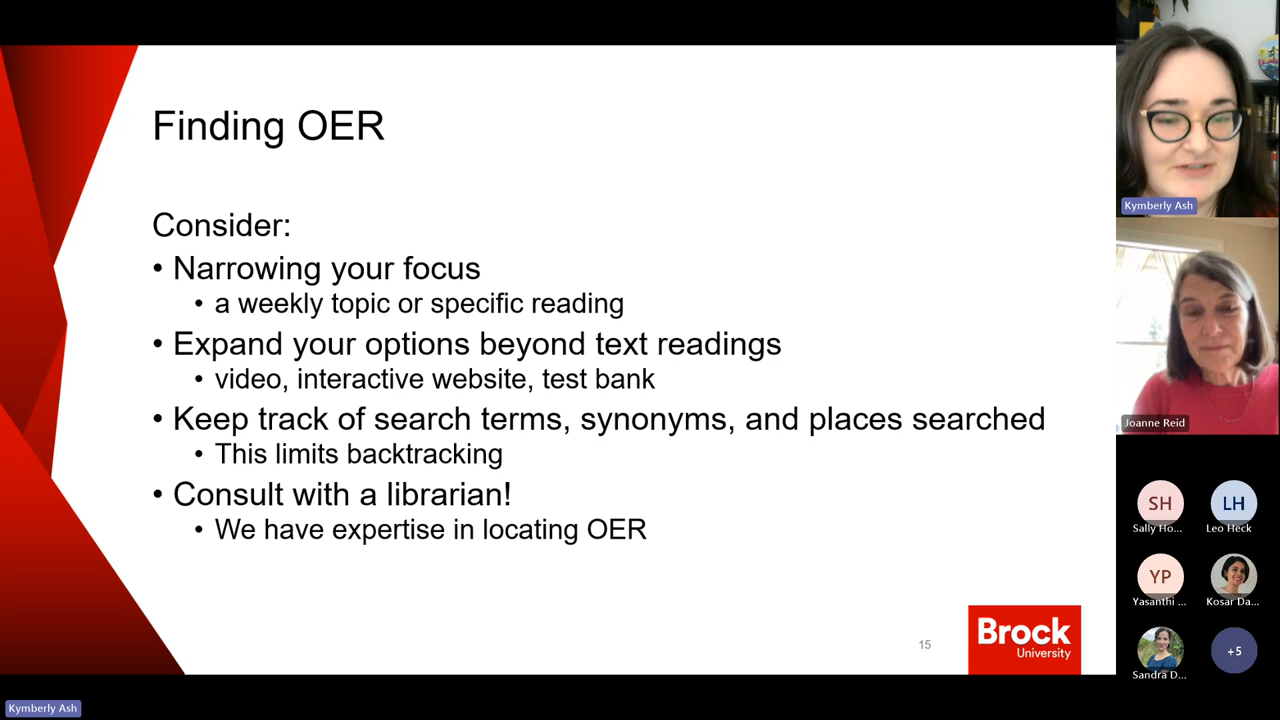 Finding OER
Consider:
• Narrowing your focus
• a weekly topic or specific reading
• Expand your options beyond text readings
• video, interactive website, test bank
• Keep track of search terms, synonyms, and places searched
• This limits backtracking
• Consult with a librarian!
• We have expertise in locating OER
15
Brock
University
Kymberly Ash
Joanne Reid
SH
LH
Sally Ho...
Leo Heck
YP
Yasanthi ...
Kosar Da...
Sandra D...
+5
Kymberly Ash